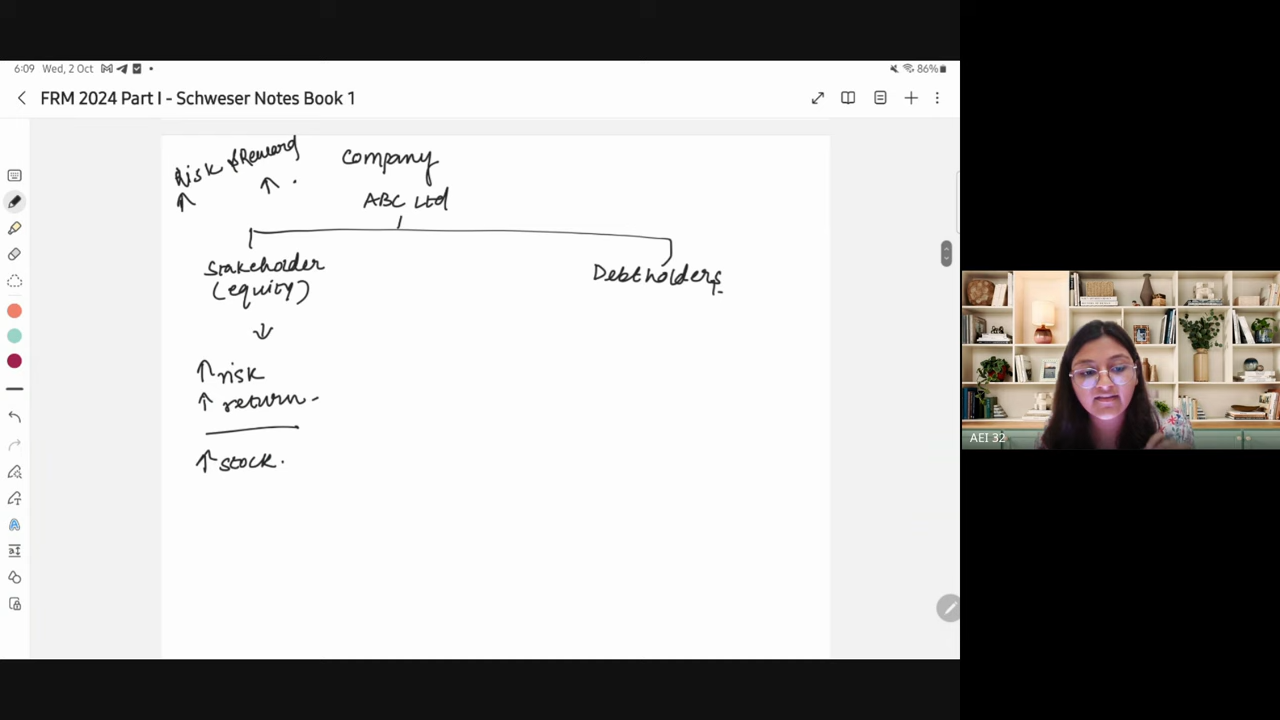 6:09 Wed, 2 Oct
86%
FRM 2024 Part I - Schweser Notes Book 1
Risk & Reward
↑ ↑ .
Company
ABC Ltd
Stakeholder
(equity)
Debtholders
↓
↑ risk
↑ return -
↑ stock.
AEI 32